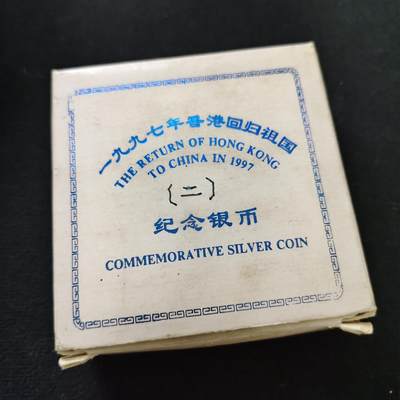 一九九七年香港回归祖国
THE RETURN OF HONG KONG
TO CHINA IN 1997
〔二〕
纪念银币
COMMEMORATIVE SILVER COIN